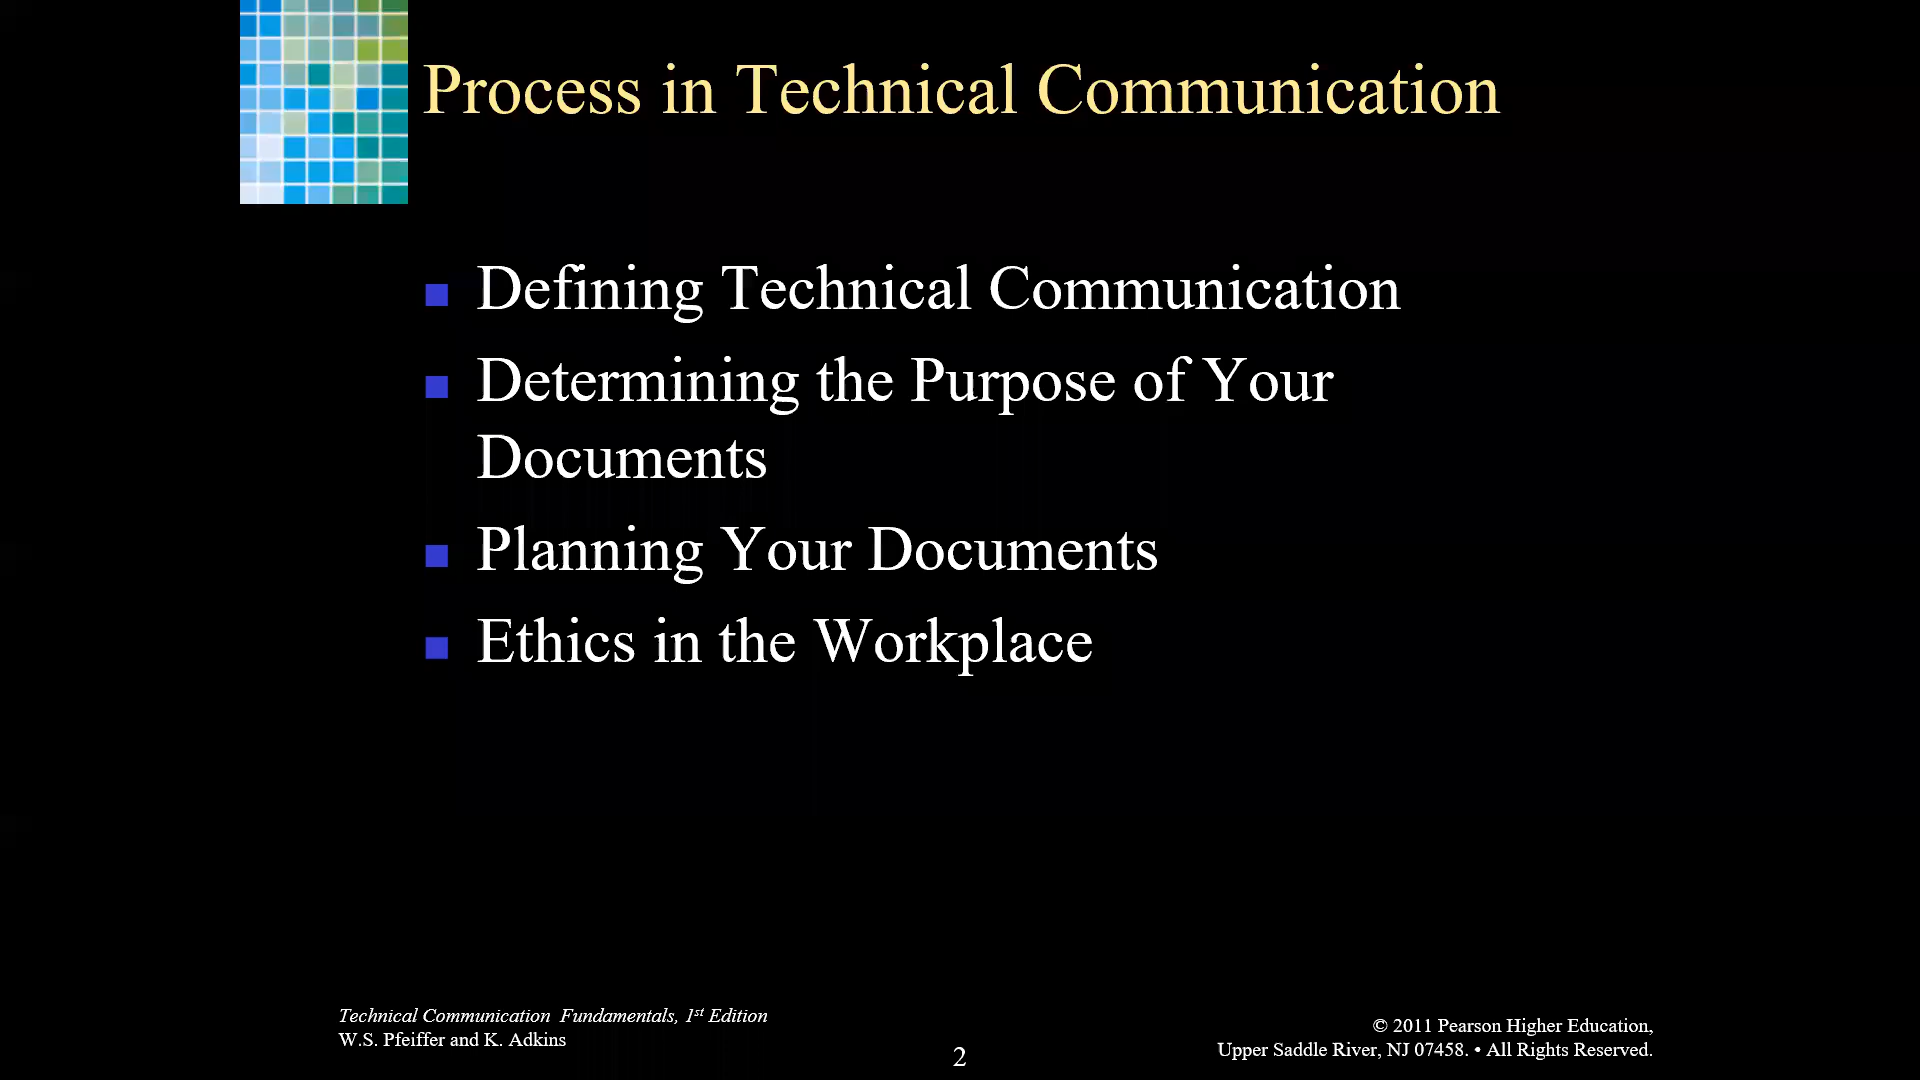 Process in Technical Communication
Defining Technical Communication
Determining the Purpose of Your
Documents
Planning Your Documents
Ethics in the Workplace
Technical Communication Fundamentals, 1st Edition
W.S. Pfeiffer and K. Adkins
2
© 2011 Pearson Higher Education,
Upper Saddle River, NJ 07458. • All Rights Reserved.